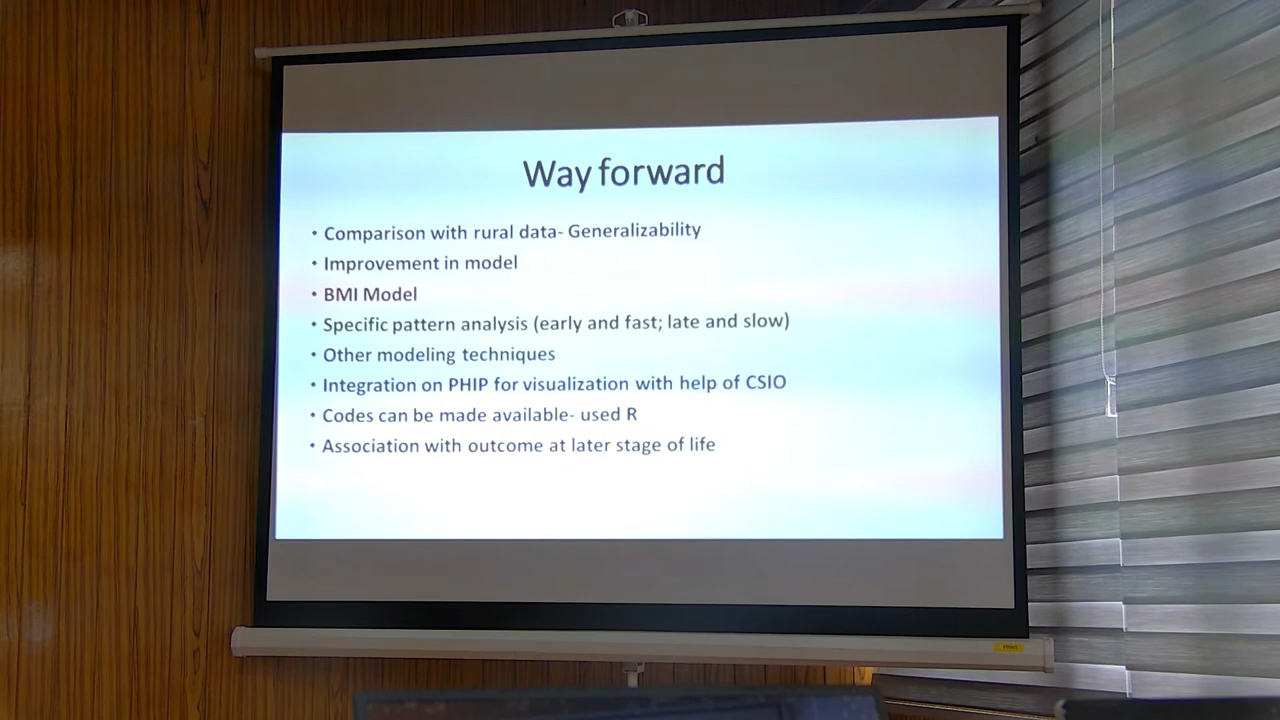 Way forward
• Comparison with rural data- Generalizability
• Improvement in model
• BMI Model
• Specific pattern analysis (early and fast; late and slow)
• Other modeling techniques
• Integration on PHIP for visualization with help of CSIO
• Codes can be made available- used R
• Association with outcome at later stage of life